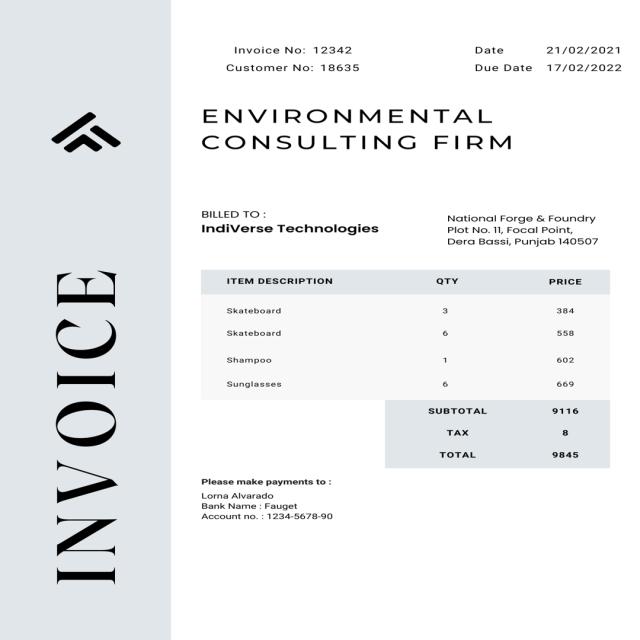 Invoice No: 12342
Date 21/02/2021
Customer No: 18635
Due Date 17/02/2022
ENVIRONMENTAL
CONSULTING FIRM
BILLED TO :
IndiVerse Technologies
National Forge & Foundry
Plot No. 11, Focal Point,
Dera Bassi, Punjab 140507
INVOICE
ITEM DESCRIPTION QTY PRICE
Skateboard 3 384
Skateboard 6 558
Shampoo 1 602
Sunglasses 6 669
SUBTOTAL 9116
TAX 8
TOTAL 9845
Please make payments to :
Lorna Alvarado
Bank Name : Fauget
Account no. : 1234-5678-90